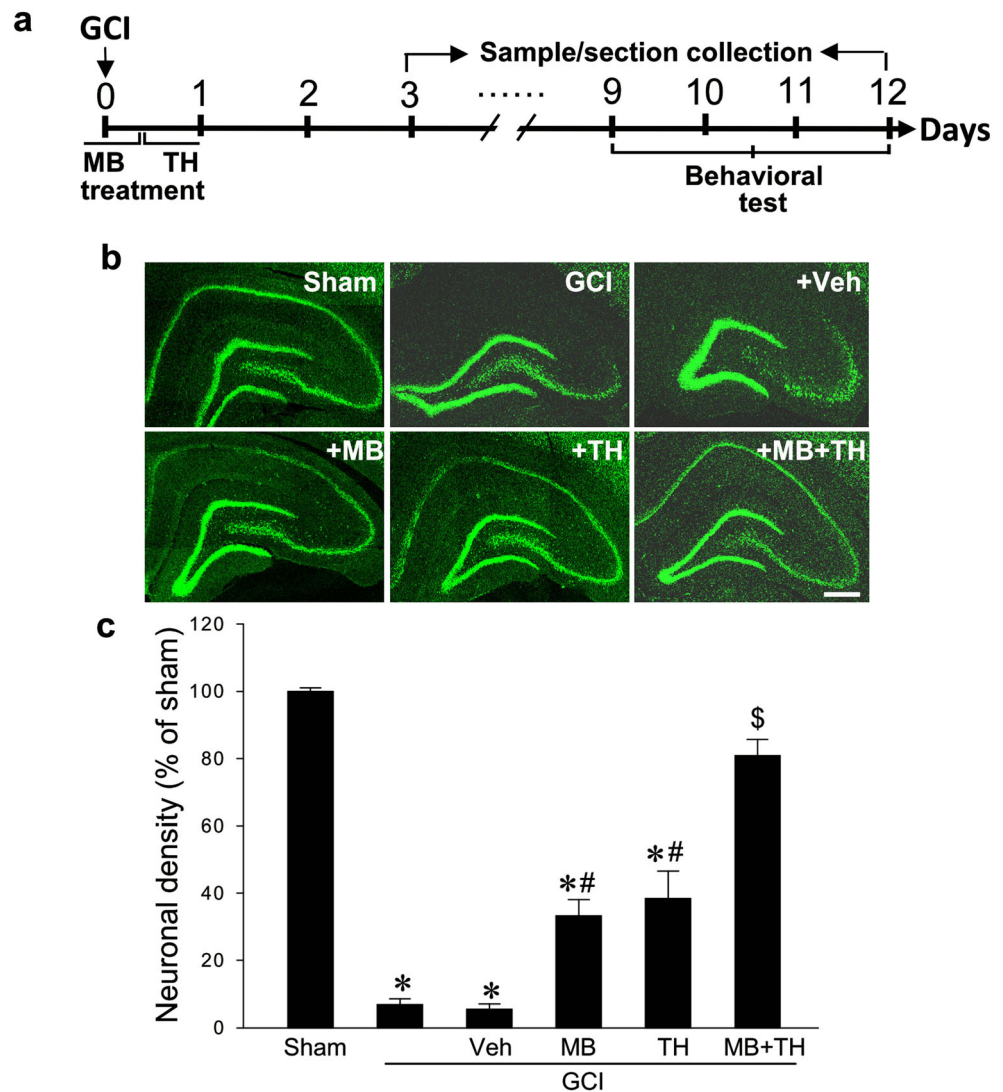 a
GCI
Sample/section collection
0 1 2 3 ...... 9 10 11 12
Days
MB TH
treatment
Behavioral
test
b
Sham GCI +Veh
+MB +TH +MB+TH
c
Neuronal density (% of sham)
120
100
80
60
40
20
0
* * *# *# $
Sham Veh MB TH MB+TH
GCI